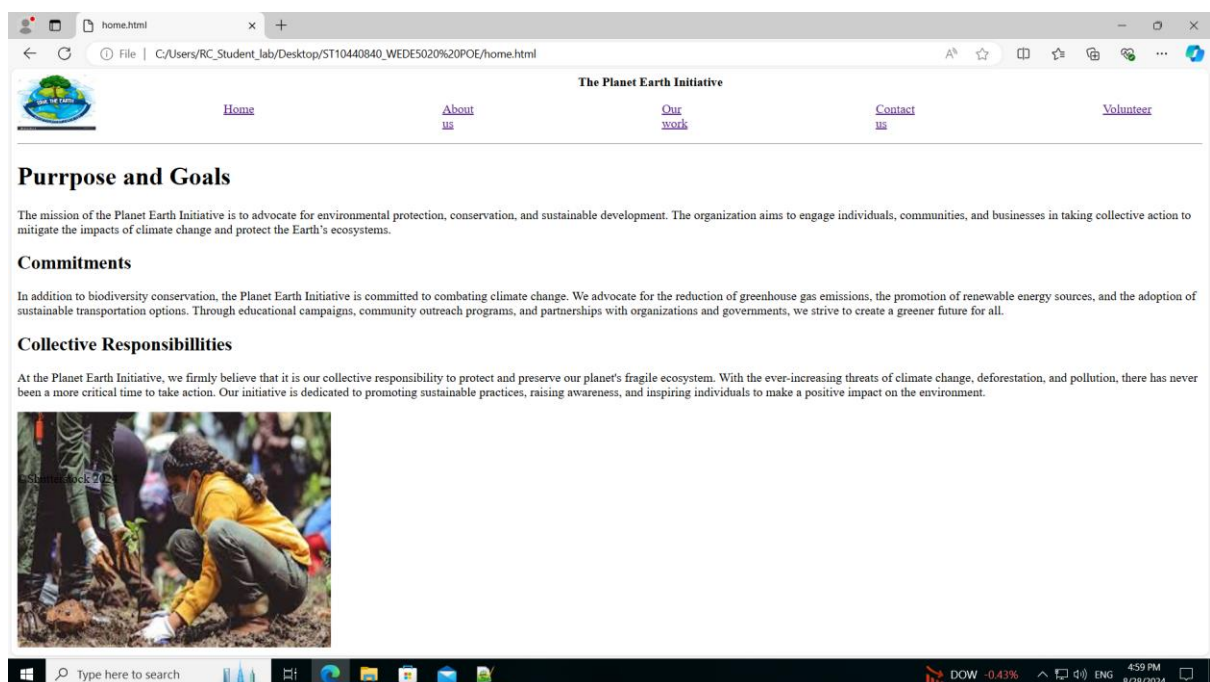 home.html
File | C:/Users/RC_Student_lab/Desktop/ST10440840_WEDE5020%20POE/home.html
The Planet Earth Initiative
SAVE THE EARTH
Home About Our Contact Volunteer
us work us
Purrpose and Goals
The mission of the Planet Earth Initiative is to advocate for environmental protection, conservation, and sustainable development. The organization aims to engage individuals, communities, and businesses in taking collective action to
mitigate the impacts of climate change and protect the Earth’s ecosystems.
Commitments
In addition to biodiversity conservation, the Planet Earth Initiative is committed to combating climate change. We advocate for the reduction of greenhouse gas emissions, the promotion of renewable energy sources, and the adoption of
sustainable transportation options. Through educational campaigns, community outreach programs, and partnerships with organizations and governments, we strive to create a greener future for all.
Collective Responsibillities
At the Planet Earth Initiative, we firmly believe that it is our collective responsibility to protect and preserve our planet's fragile ecosystem. With the ever-increasing threats of climate change, deforestation, and pollution, there has never
been a more critical time to take action. Our initiative is dedicated to promoting sustainable practices, raising awareness, and inspiring individuals to make a positive impact on the environment.
©Shutterstock 2024
Type here to search
DOW -0.43%
ENG
4:59 PM
8/28/2024